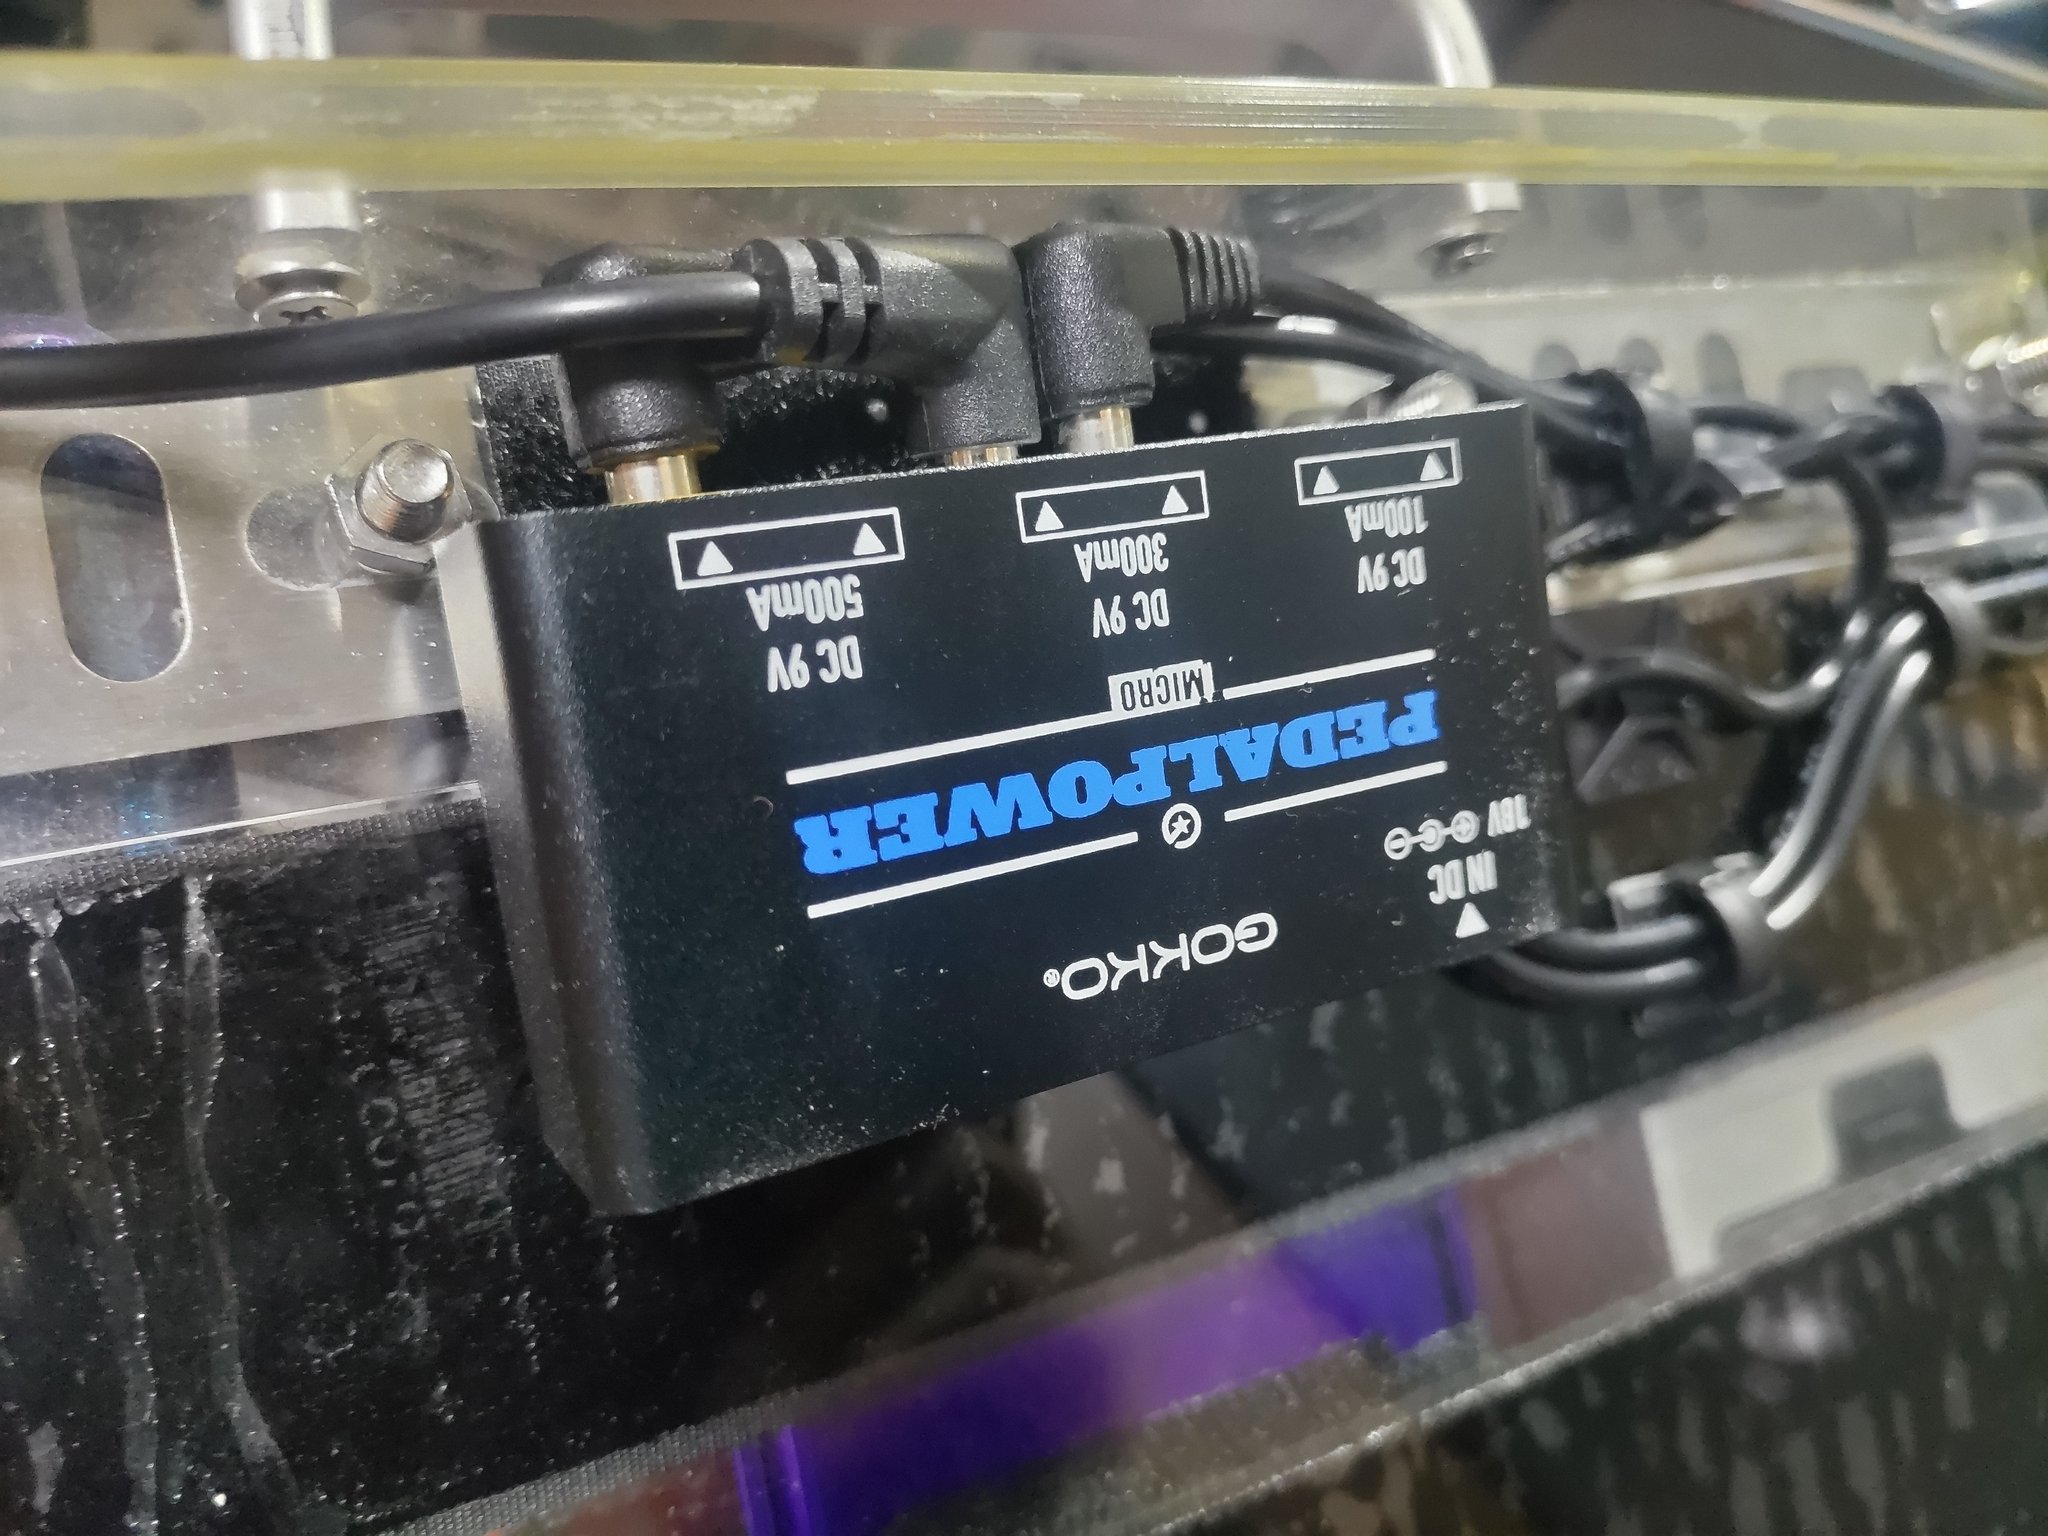 GOKKO®
IN DC
18V
PEDALPOWER
MICRO
DC 9V
100mA
DC 9V
300mA
DC 9V
500mA